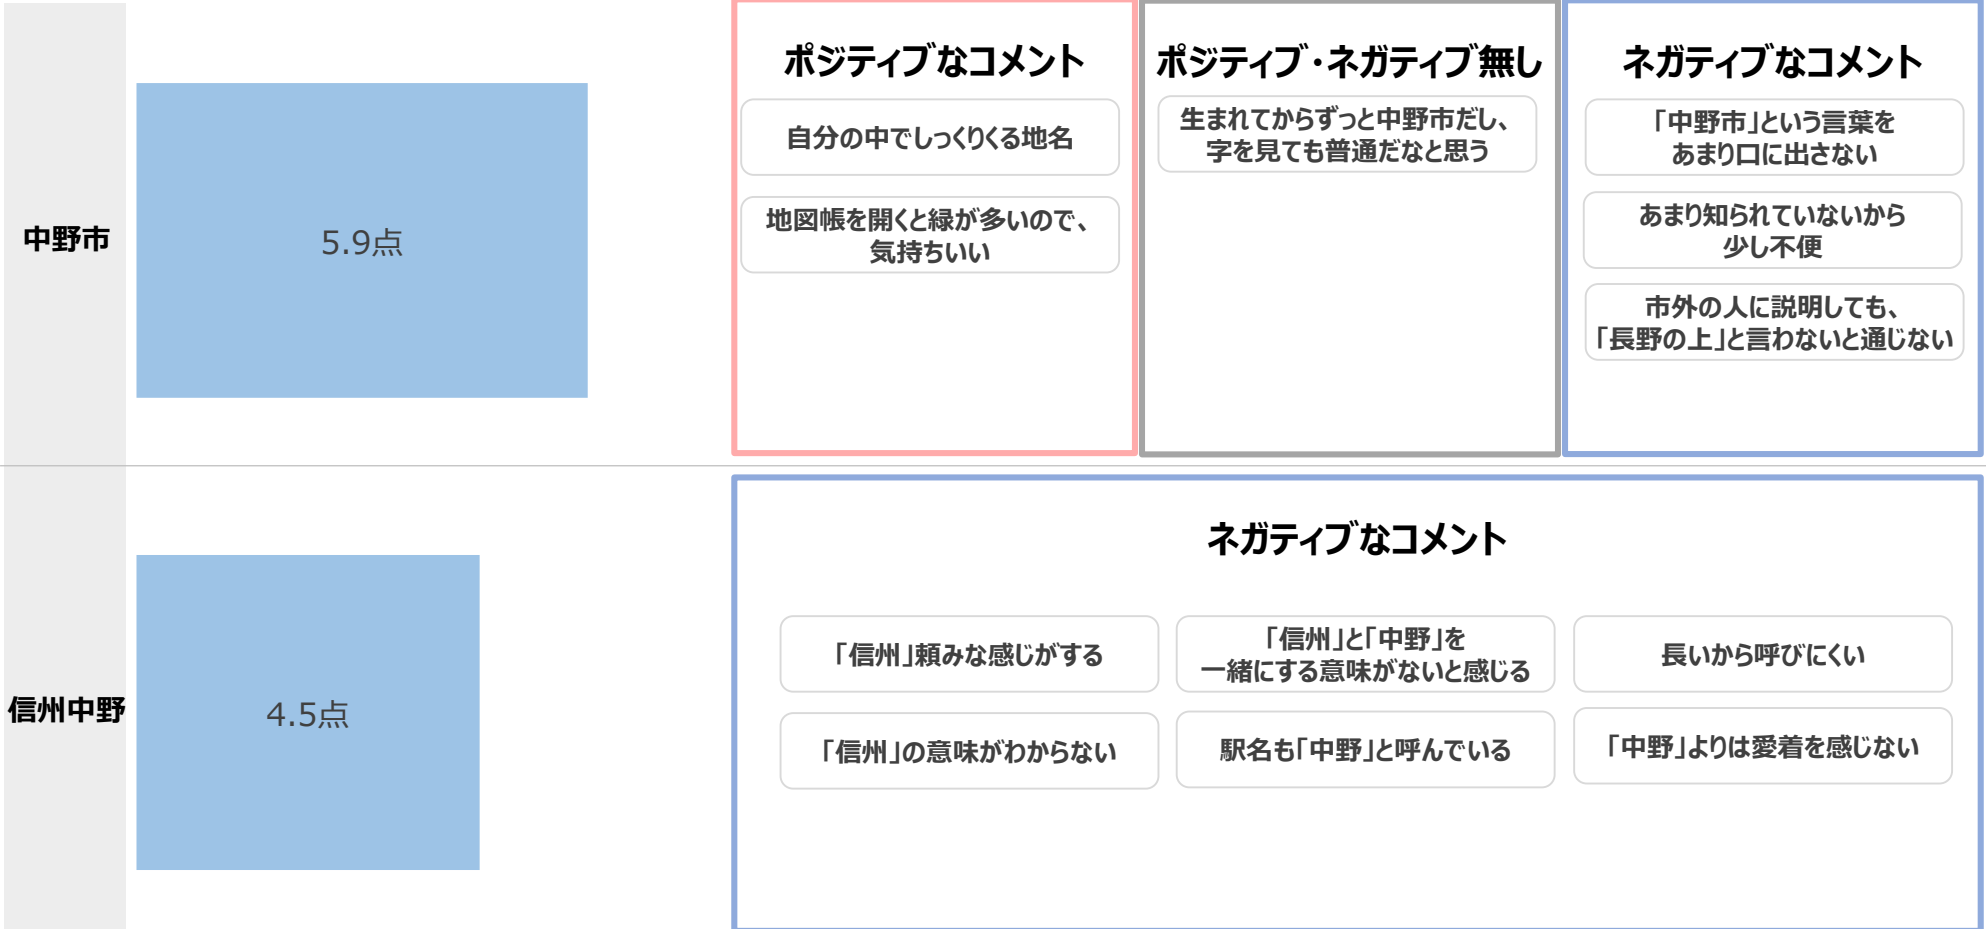 中野市
5.9点
ポジティブなコメント
自分の中でしっくりくる地名
地図帳を開くと緑が多いので、
気持ちいい
ポジティブ・ネガティブ無し
生まれてからずっと中野市だし、
字を見ても普通だなと思う
ネガティブなコメント
「中野市」という言葉を
あまり口に出さない
あまり知られていないから
少し不便
市外の人に説明しても、
「長野の上」と言わないと通じない
信州中野
4.5点
ネガティブなコメント
「信州」頼みな感じがする
「信州」と「中野」を
一緒にする意味がないと感じる
長いから呼びにくい
「信州」の意味がわからない
駅名も「中野」と呼んでいる
「中野」よりは愛着を感じない